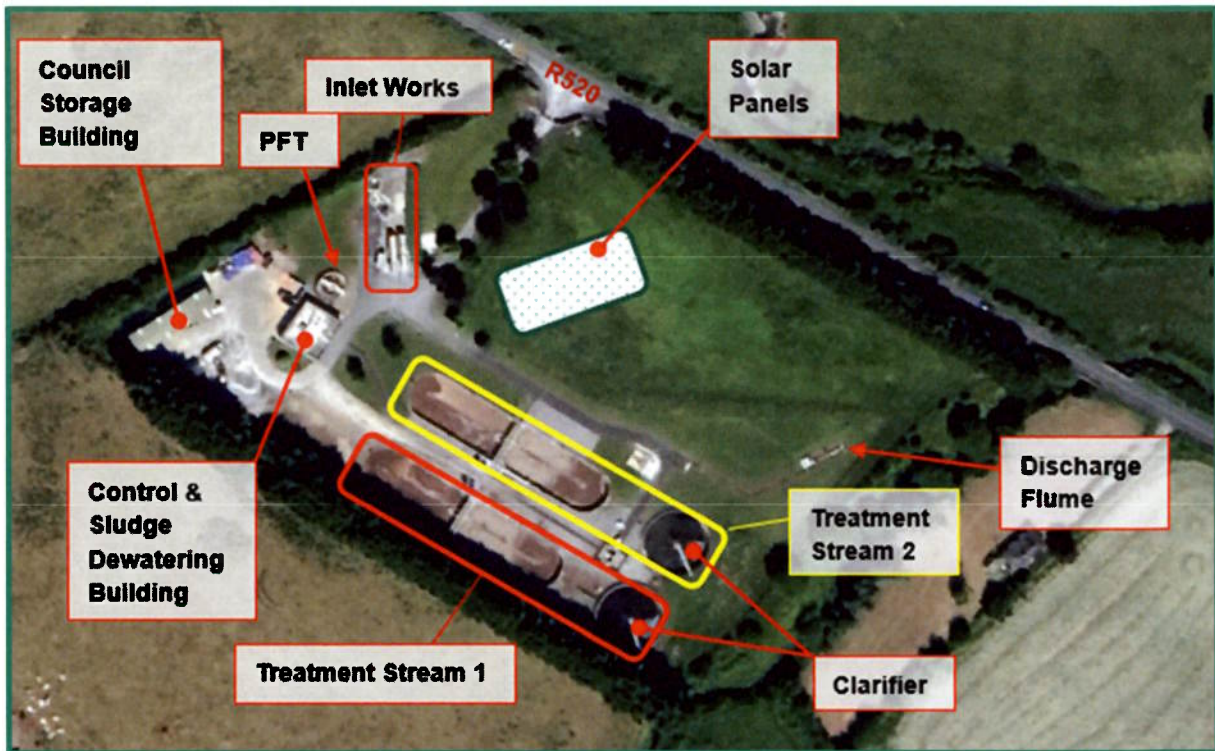 Council
Storage
Building
Inlet Works
PFT
R520
Solar
Panels
Control &
Sludge
Dewatering
Building
Treatment Stream 1
Treatment
Stream 2
Discharge
Flume
Clarifier